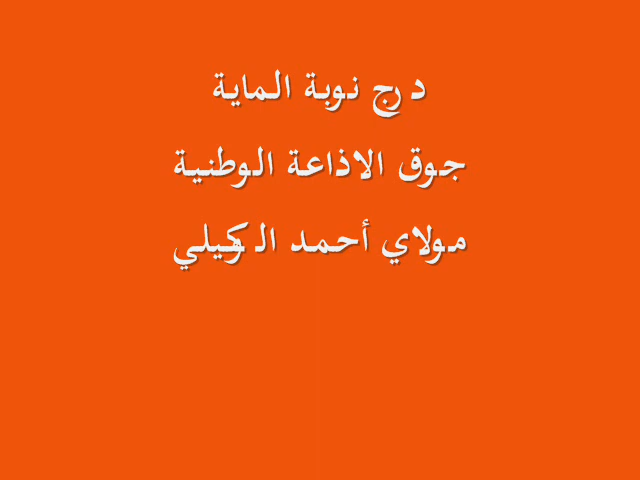 درج نوبة الماية
جوق الاذاعة الوطنية
مولاي أحمد الوكيلي